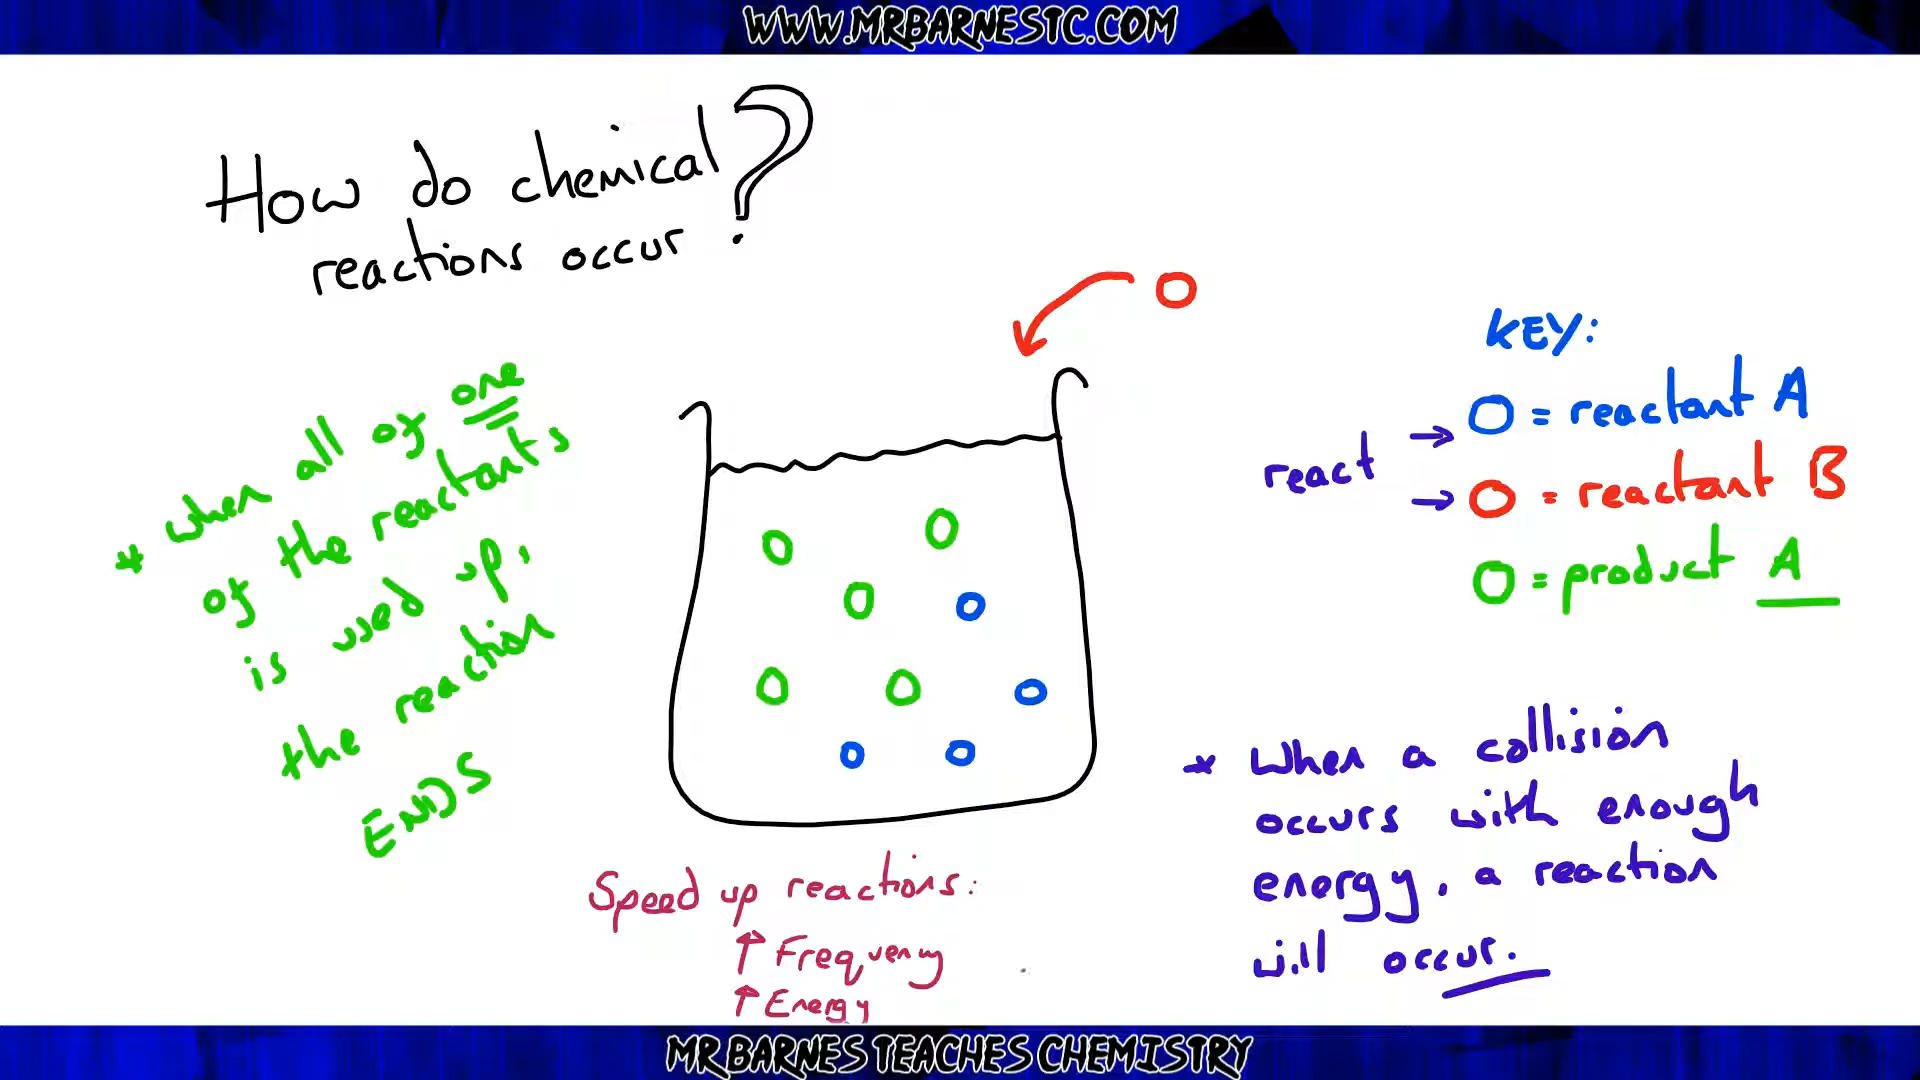 WWW.MRBARNESTC.COM
How do chemical
reactions occur?
* when all of one
of the reactants
is used up,
the reaction
ENDS
KEY:
O = reactant A
react → O = reactant B
O = product A
* When a collision
occurs with enough
energy, a reaction
will occur.
Speed up reactions:
↑ Frequency
↑ Energy
MR BARNES TEACHES CHEMISTRY